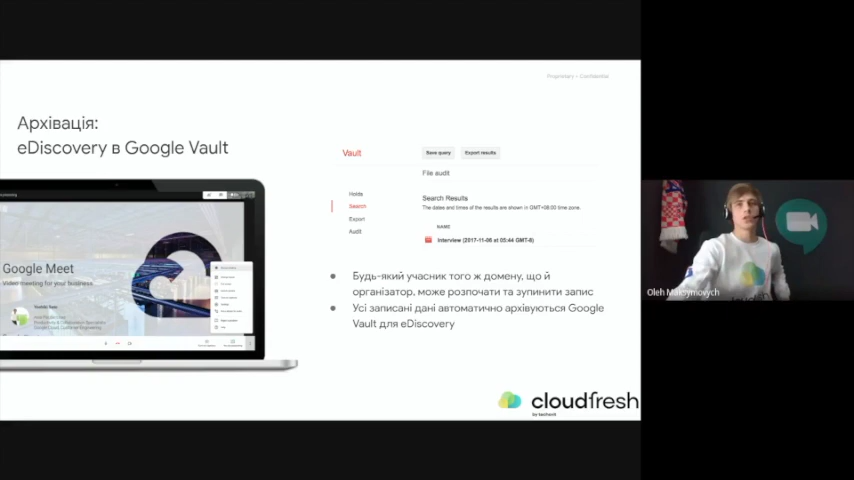 Proprietary + Confidential
Архівація:
eDiscovery в Google Vault
Vault
Save query
Export results
File audit
Holds
Search
Export
Audit
Search Results
The dates and times of the results are shown in GMT+08:00 time zone.
NAME
Interview (2017-11-06 at 05:44 GMT-8)
Google Meet
Video meeting for your business
Будь-який учасник того ж домену, що й
організатор, може розпочати та зупинити запис
Усі записані дані автоматично архівуються Google
Vault для eDiscovery
cloudfresh
Oleh Maksymovych